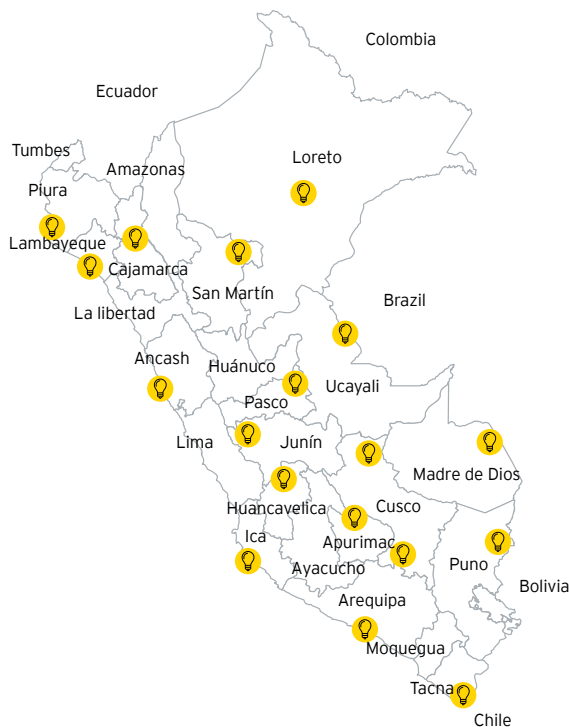 Colombia
Ecuador
Tumbes
Amazonas
Loreto
Piura
Lambayeque
Cajamarca
San Martín
Brazil
La libertad
Ancash
Huánuco
Ucayali
Pasco
Lima
Junín
Madre de Dios
Huancavelica
Cusco
Ica
Apurimac
Puno
Ayacucho
Bolivia
Arequipa
Moquegua
Tacna
Chile